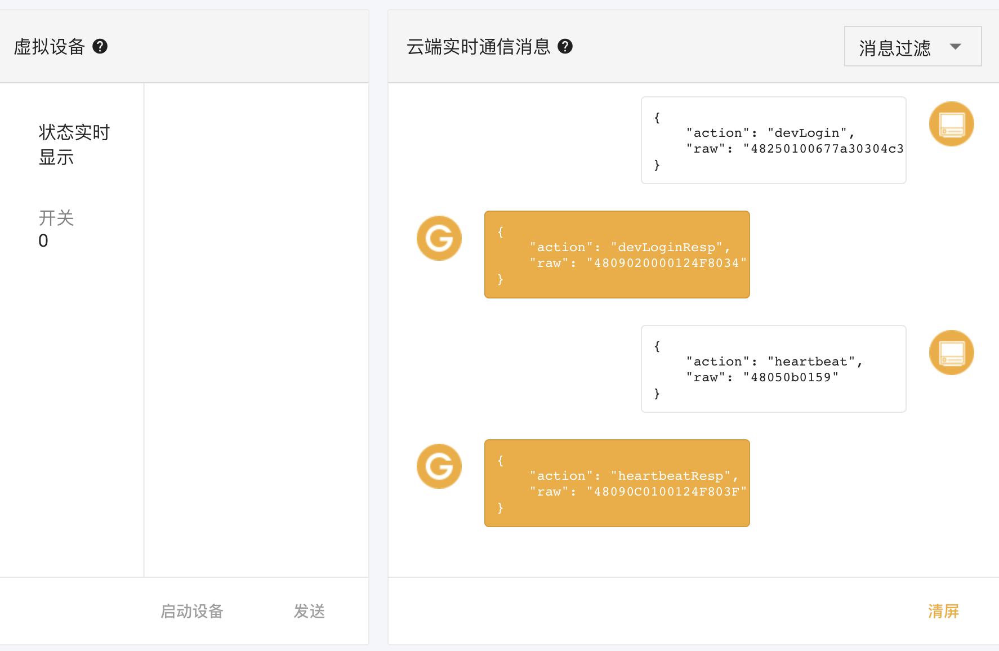 虚拟设备
状态实时
显示
开关
0
启动设备
发送
云端实时通信消息
消息过滤
{
"action": "devLogin",
"raw": "48250100677a30304c3
}
{
"action": "devLoginResp",
"raw": "4809020000124F8034"
}
{
"action": "heartbeat",
"raw": "48050b0159"
}
{
"action": "heartbeatResp",
"raw": "48090C0100124F803F"
}
清屏